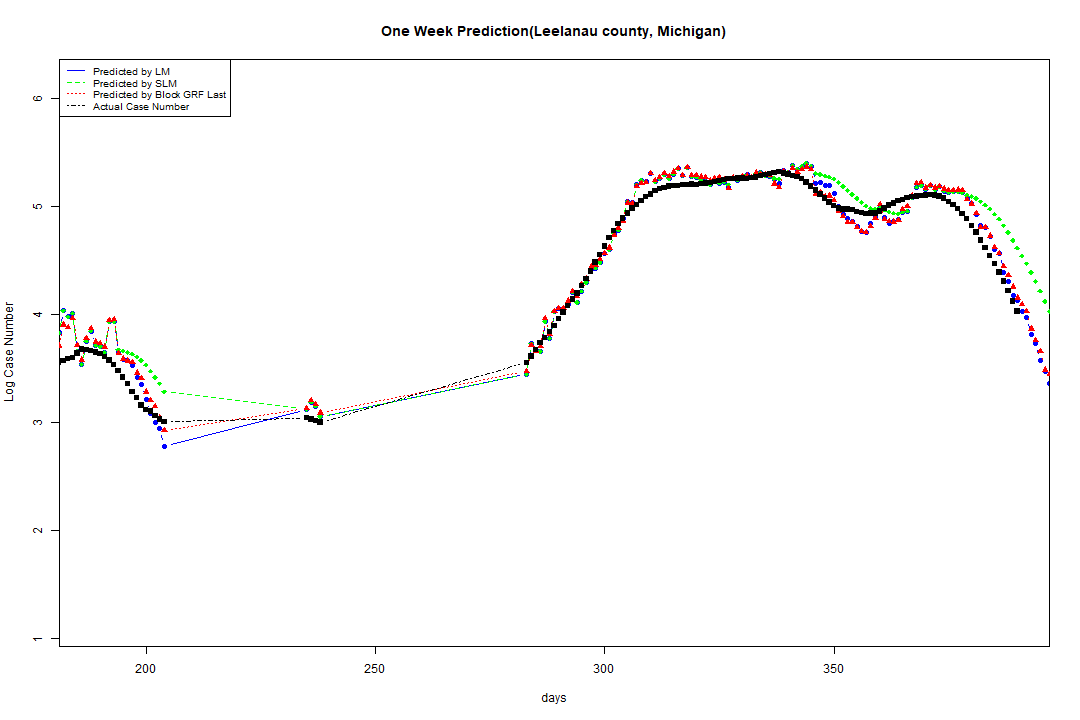 One Week Prediction(Leelanau county, Michigan)
Predicted by LM
Predicted by SLM
Predicted by Block GRF Last
Actual Case Number
Log Case Number
6
5
4
3
2
1
200 250 300 350
days